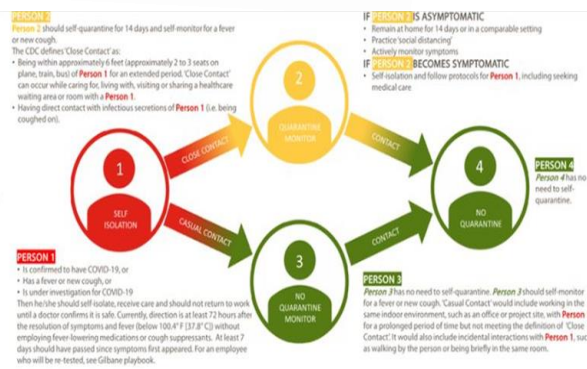 PERSON 2
Person 2 should self-quarantine for 14 days and self-monitor for a fever
or new cough.
The CDC defines 'Close Contact' as:
• Being within approximately 6 feet (approximately 2 to 3 seats on
plane, train, bus) of Person 1 for an extended period. 'Close Contact'
can occur while caring for, living with, visiting or sharing a healthcare
waiting area or room with a Person 1.
• Having direct contact with infectious secretions of Person 1 (i.e. being
coughed on).
IF PERSON 2 IS ASYMPTOMATIC
• Remain at home for 14 days or in a comparable setting
• Practice 'social distancing'
• Actively monitor symptoms
IF PERSON 2 BECOMES SYMPTOMATIC
• Self-isolation and follow protocols for Person 1, including seeking
medical care
2
QUARANTINE
MONITOR
CLOSE CONTACT
CONTACT
1
SELF
ISOLATION
4
NO
QUARANTINE
PERSON 4
Person 4 has no
need to self-
quarantine.
CASUAL CONTACT
CONTACT
3
NO
QUARANTINE
MONITOR
PERSON 1
• Is confirmed to have COVID-19, or
• Has a fever or new cough, or
• Is under investigation for COVID-19
Then he/she should self isolate, receive care and should not return to work
until a doctor confirms it is safe. Currently, direction is at least 72 hours after
the resolution of symptoms and fever (below 100.4° F [37.8° C]) without
employing fever-lowering medications or cough suppressants. At least 7
days should have passed since symptoms first appeared. For an employee
who will be re-tested, see Gilbane playbook.
PERSON 3
Person 3 has no need to self-quarantine. Person 3 should self-monitor
for a fever or new cough. 'Casual Contact' would include working in the
same indoor environment, such as an office or project site, with Person
for a prolonged period of time but not meeting the definition of 'Close
Contact'. It would also include incidental interactions with Person 1, suc
as walking by the person or being briefly in the same room.